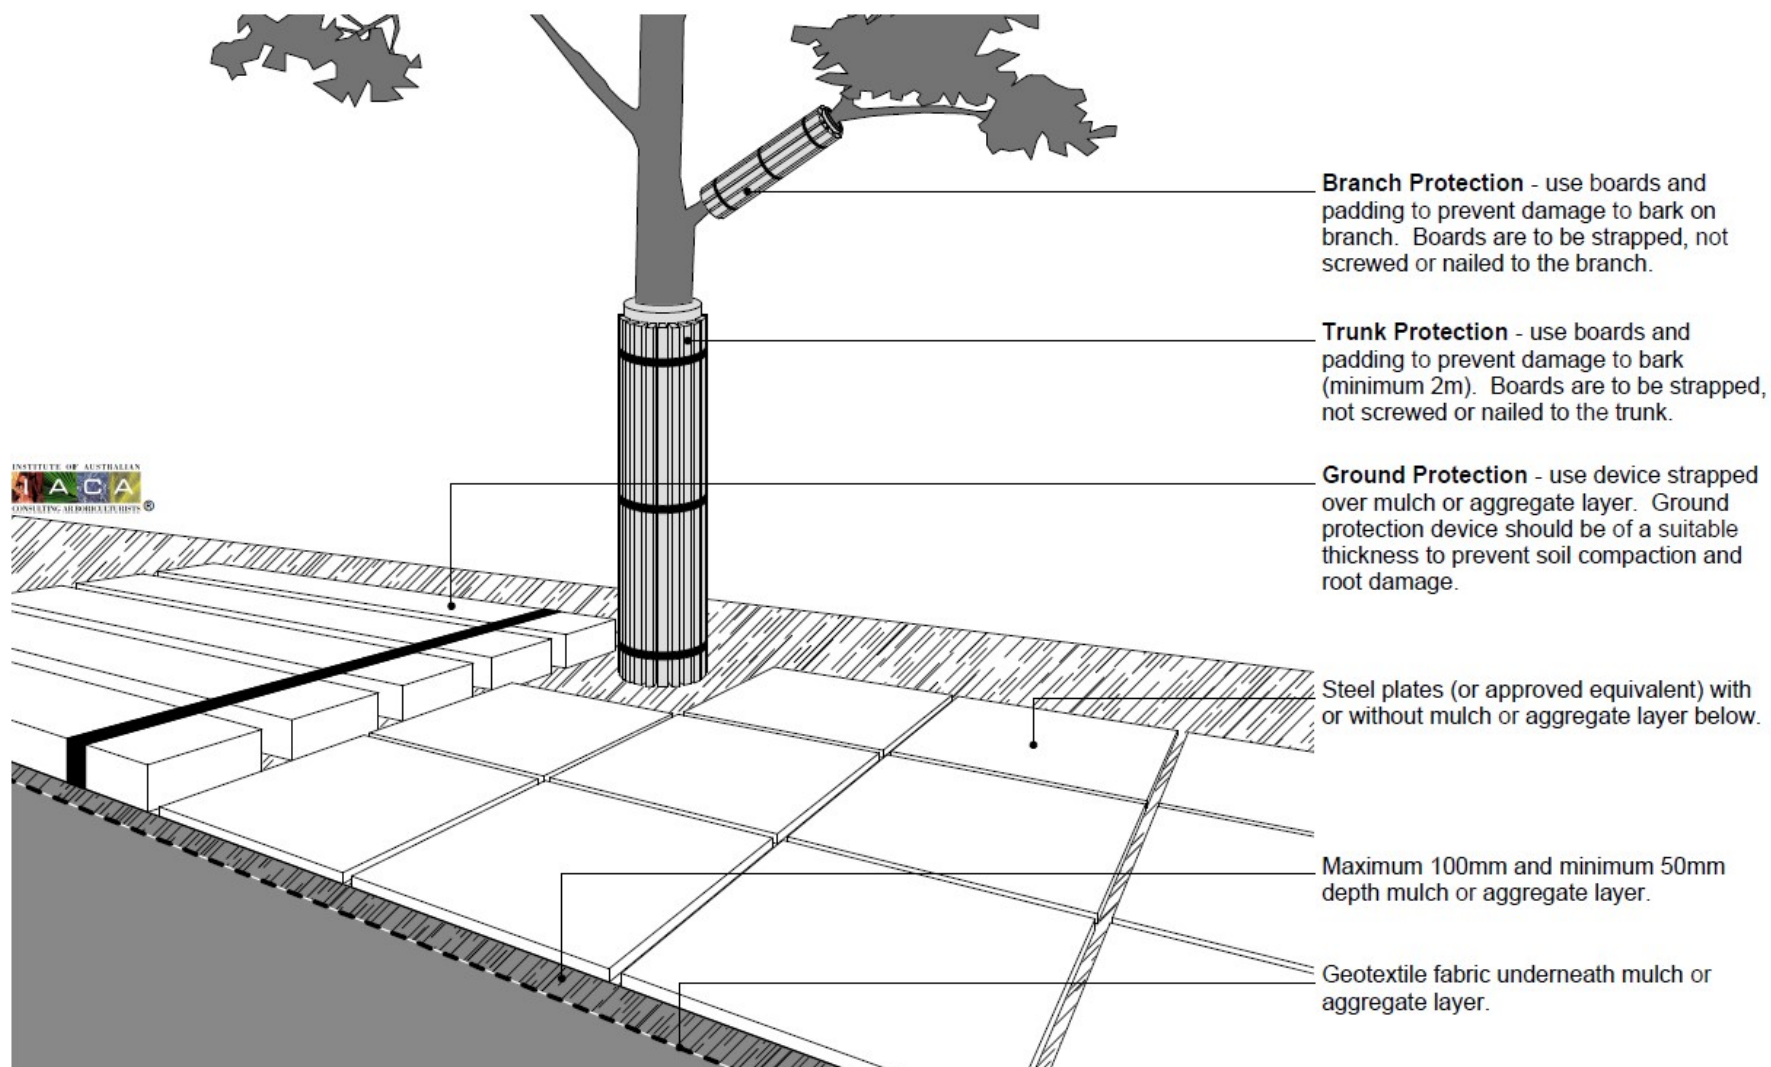 Branch Protection - use boards and
padding to prevent damage to bark on
branch. Boards are to be strapped, not
screwed or nailed to the branch.
Trunk Protection - use boards and
padding to prevent damage to bark
(minimum 2m). Boards are to be strapped,
not screwed or nailed to the trunk.
INSTITUTE OF AUSTRALIAN
IACA
CONSULTING ARBORICULTURISTS ®
Ground Protection - use device strapped
over mulch or aggregate layer. Ground
protection device should be of a suitable
thickness to prevent soil compaction and
root damage.
Steel plates (or approved equivalent) with
or without mulch or aggregate layer below.
Maximum 100mm and minimum 50mm
depth mulch or aggregate layer.
Geotextile fabric underneath mulch or
aggregate layer.